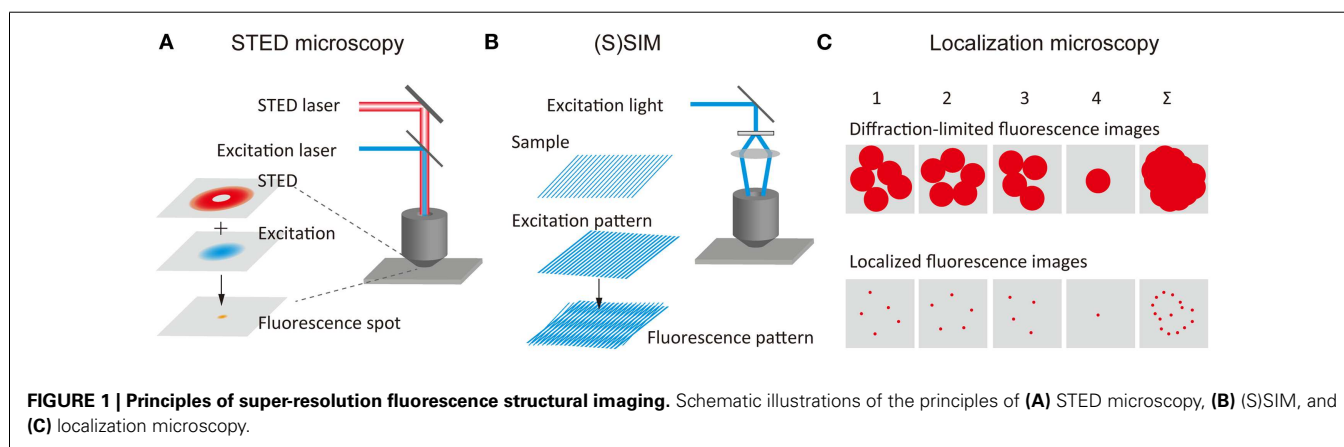 A STED microscopy
STED laser
Excitation laser
STED
+
Excitation
Fluorescence spot
B (S)SIM
Excitation light
Sample
Excitation pattern
Fluorescence pattern
C Localization microscopy
1 2 3 4 Σ
Diffraction-limited fluorescence images
Localized fluorescence images
FIGURE 1 | Principles of super-resolution fluorescence structural imaging. Schematic illustrations of the principles of (A) STED microscopy, (B) (S)SIM, and
(C) localization microscopy.